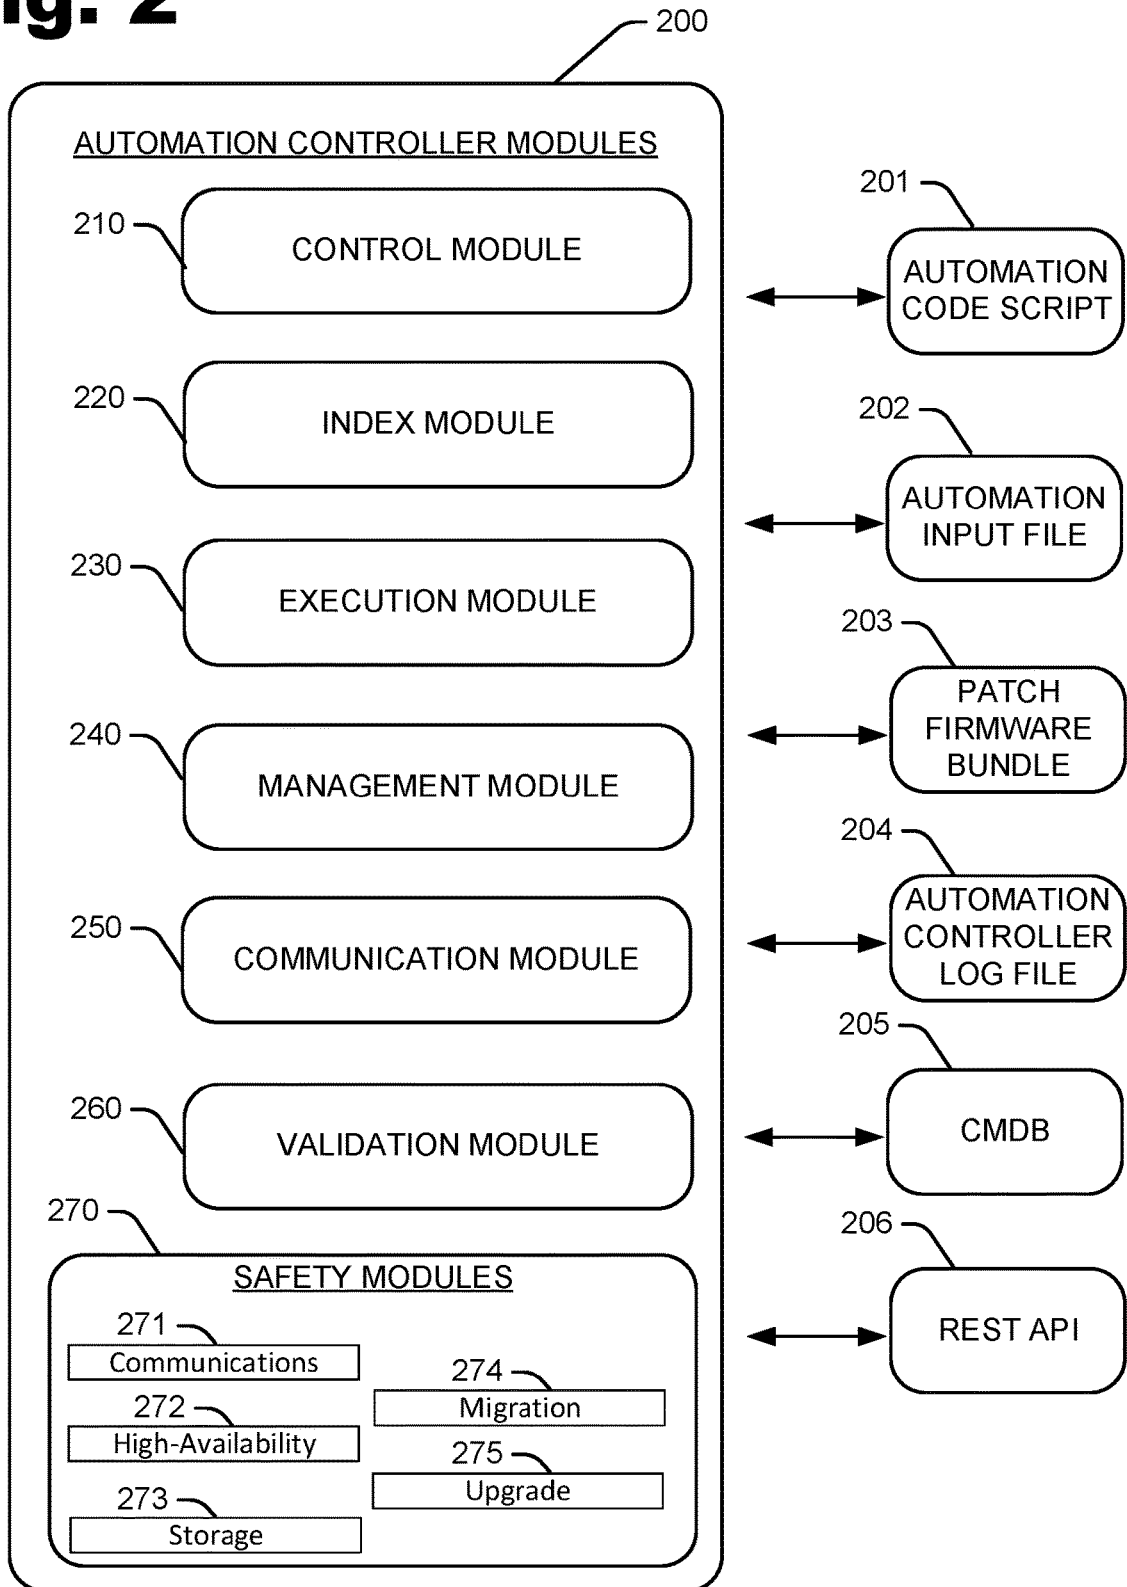 Fig. 2
200
AUTOMATION CONTROLLER MODULES
210
CONTROL MODULE
220
INDEX MODULE
230
EXECUTION MODULE
240
MANAGEMENT MODULE
250
COMMUNICATION MODULE
260
VALIDATION MODULE
270
SAFETY MODULES
271
Communications
272
High-Availability
273
Storage
274
Migration
275
Upgrade
201
AUTOMATION
CODE SCRIPT
202
AUTOMATION
INPUT FILE
203
PATCH
FIRMWARE
BUNDLE
204
AUTOMATION
CONTROLLER
LOG FILE
205
CMDB
206
REST API